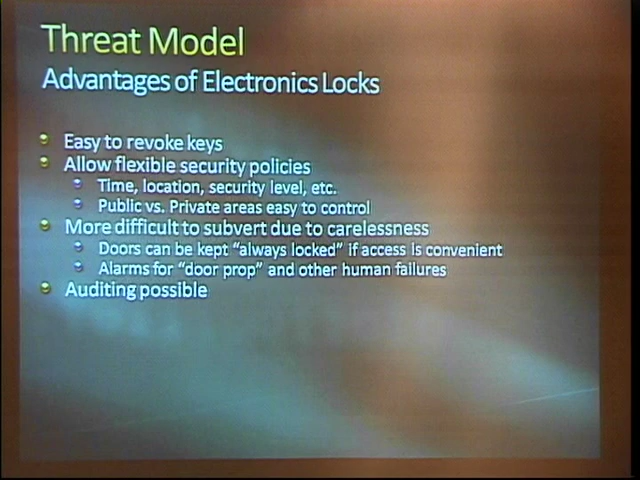 Threat Model
Advantages of Electronics Locks
Easy to revoke keys
Allow flexible security policies
Time, location, security level, etc.
Public vs. Private areas easy to control
More difficult to subvert due to carelessness
Doors can be kept “always locked” if access is convenient
Alarms for “door prop” and other human failures
Auditing possible